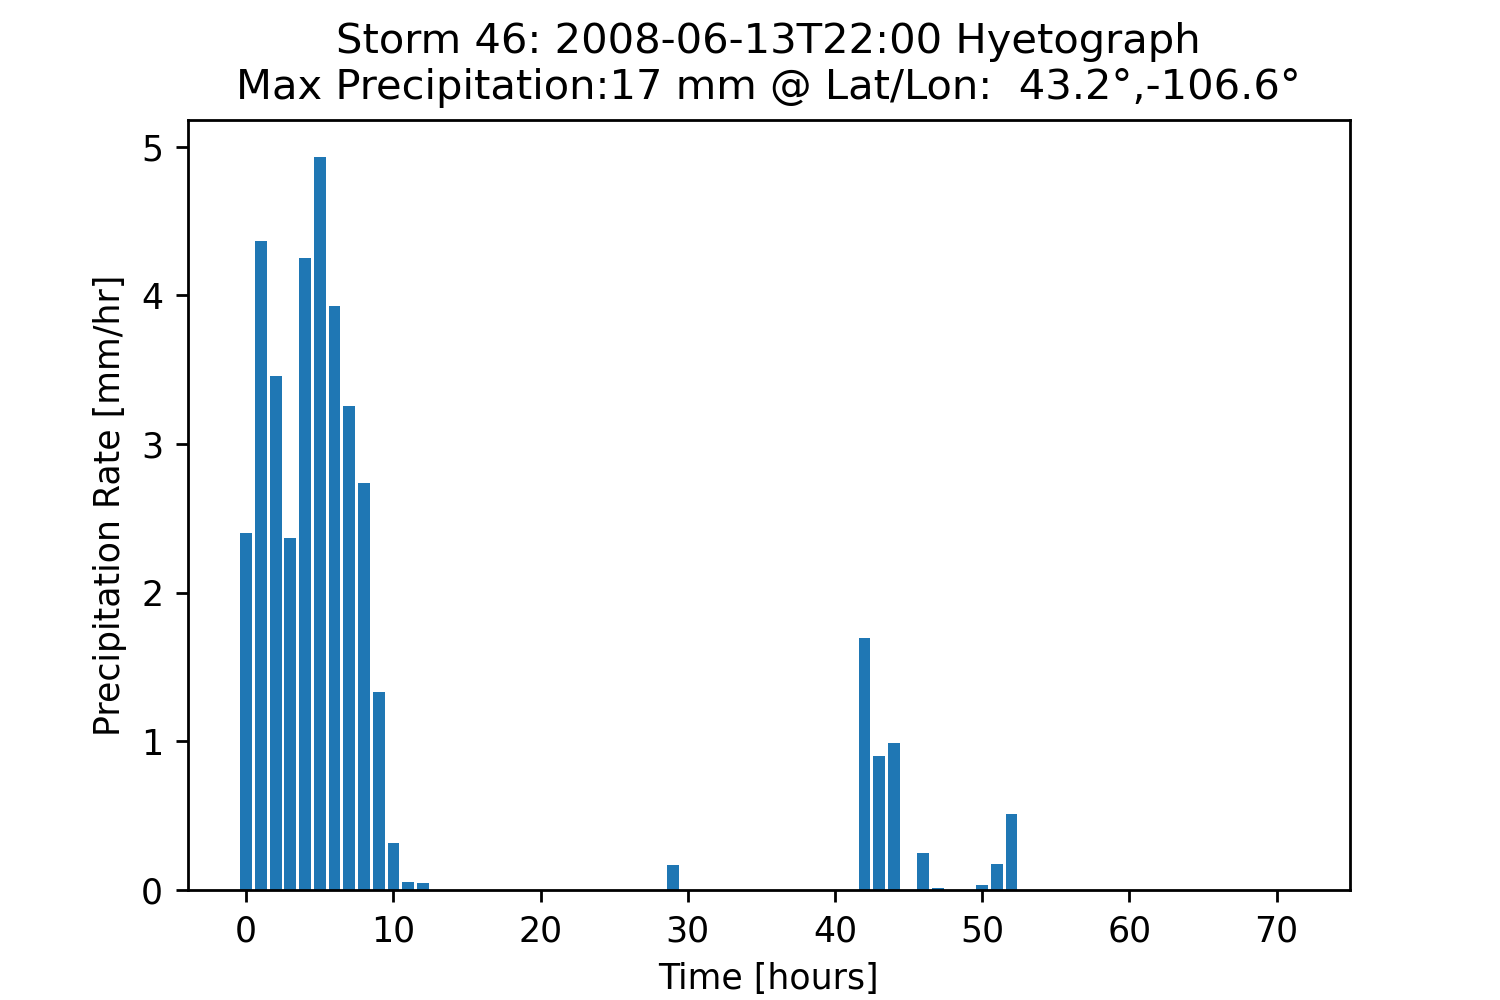 Storm 46: 2008-06-13T22:00 Hyetograph
Max Precipitation:17 mm @ Lat/Lon:  43.2°,-106.6°
5
4
3
2
1
0
Precipitation Rate [mm/hr]
0 10 20 30 40 50 60 70
Time [hours]